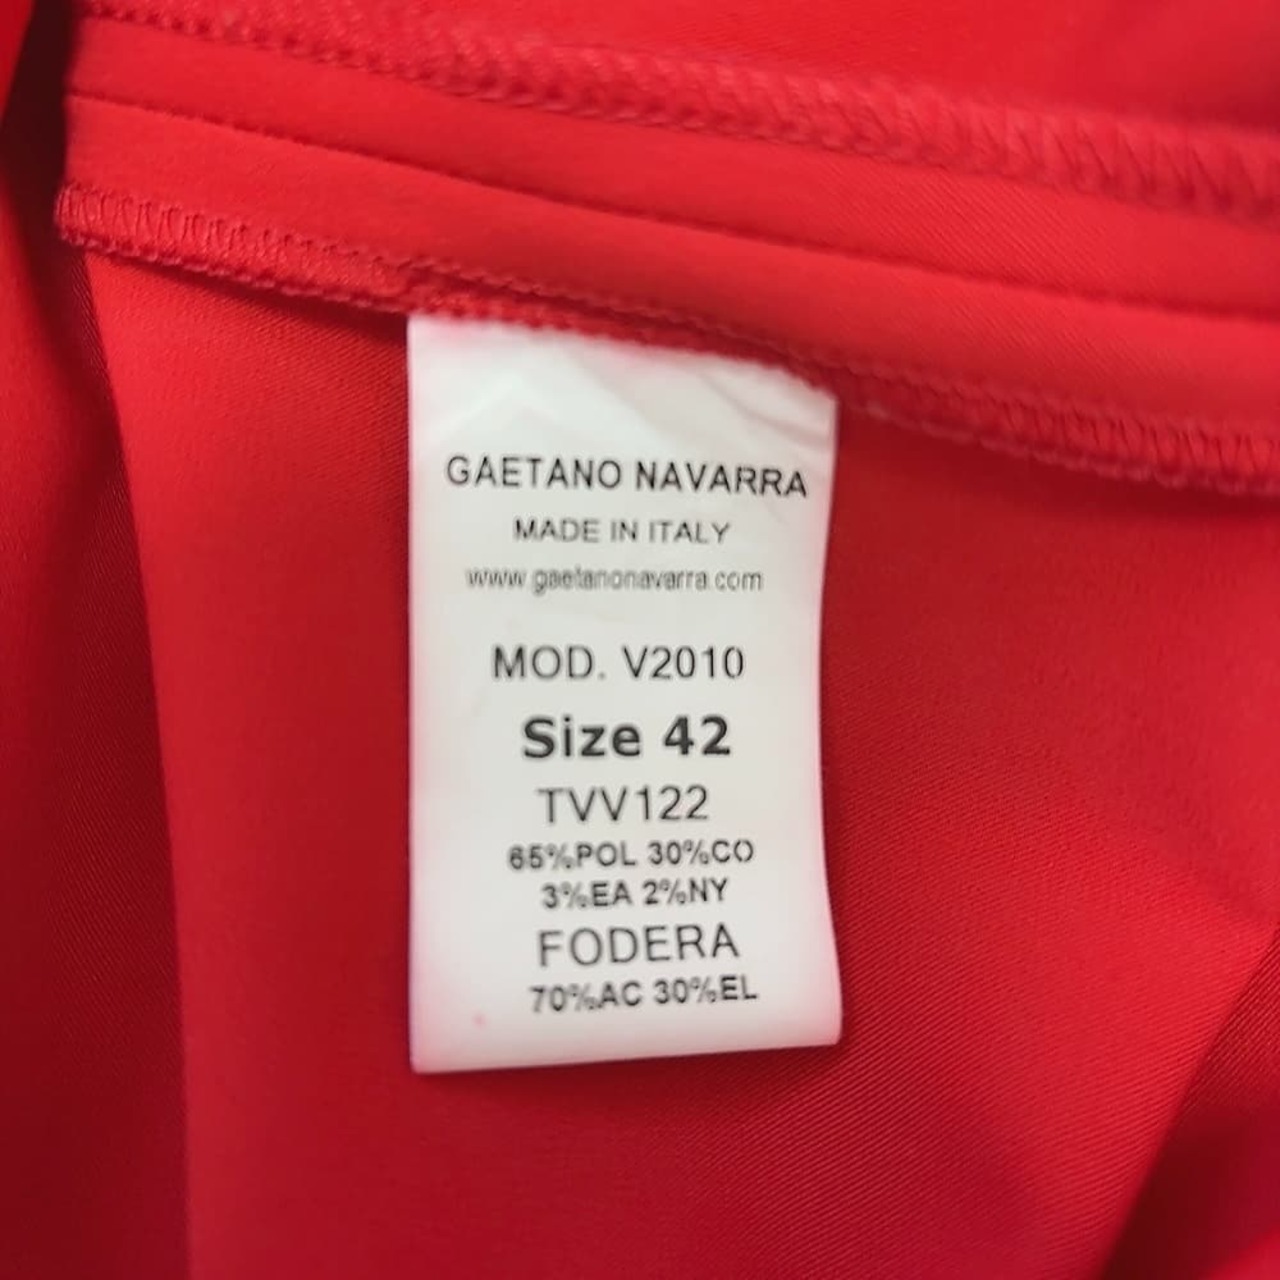 GAETANO NAVARRA
MADE IN ITALY
www.gaetanonavarra.com
MOD. V2010
Size 42
TVV122
65%POL 30%CO
3%EA 2%NY
FODERA
70%AC 30%EL